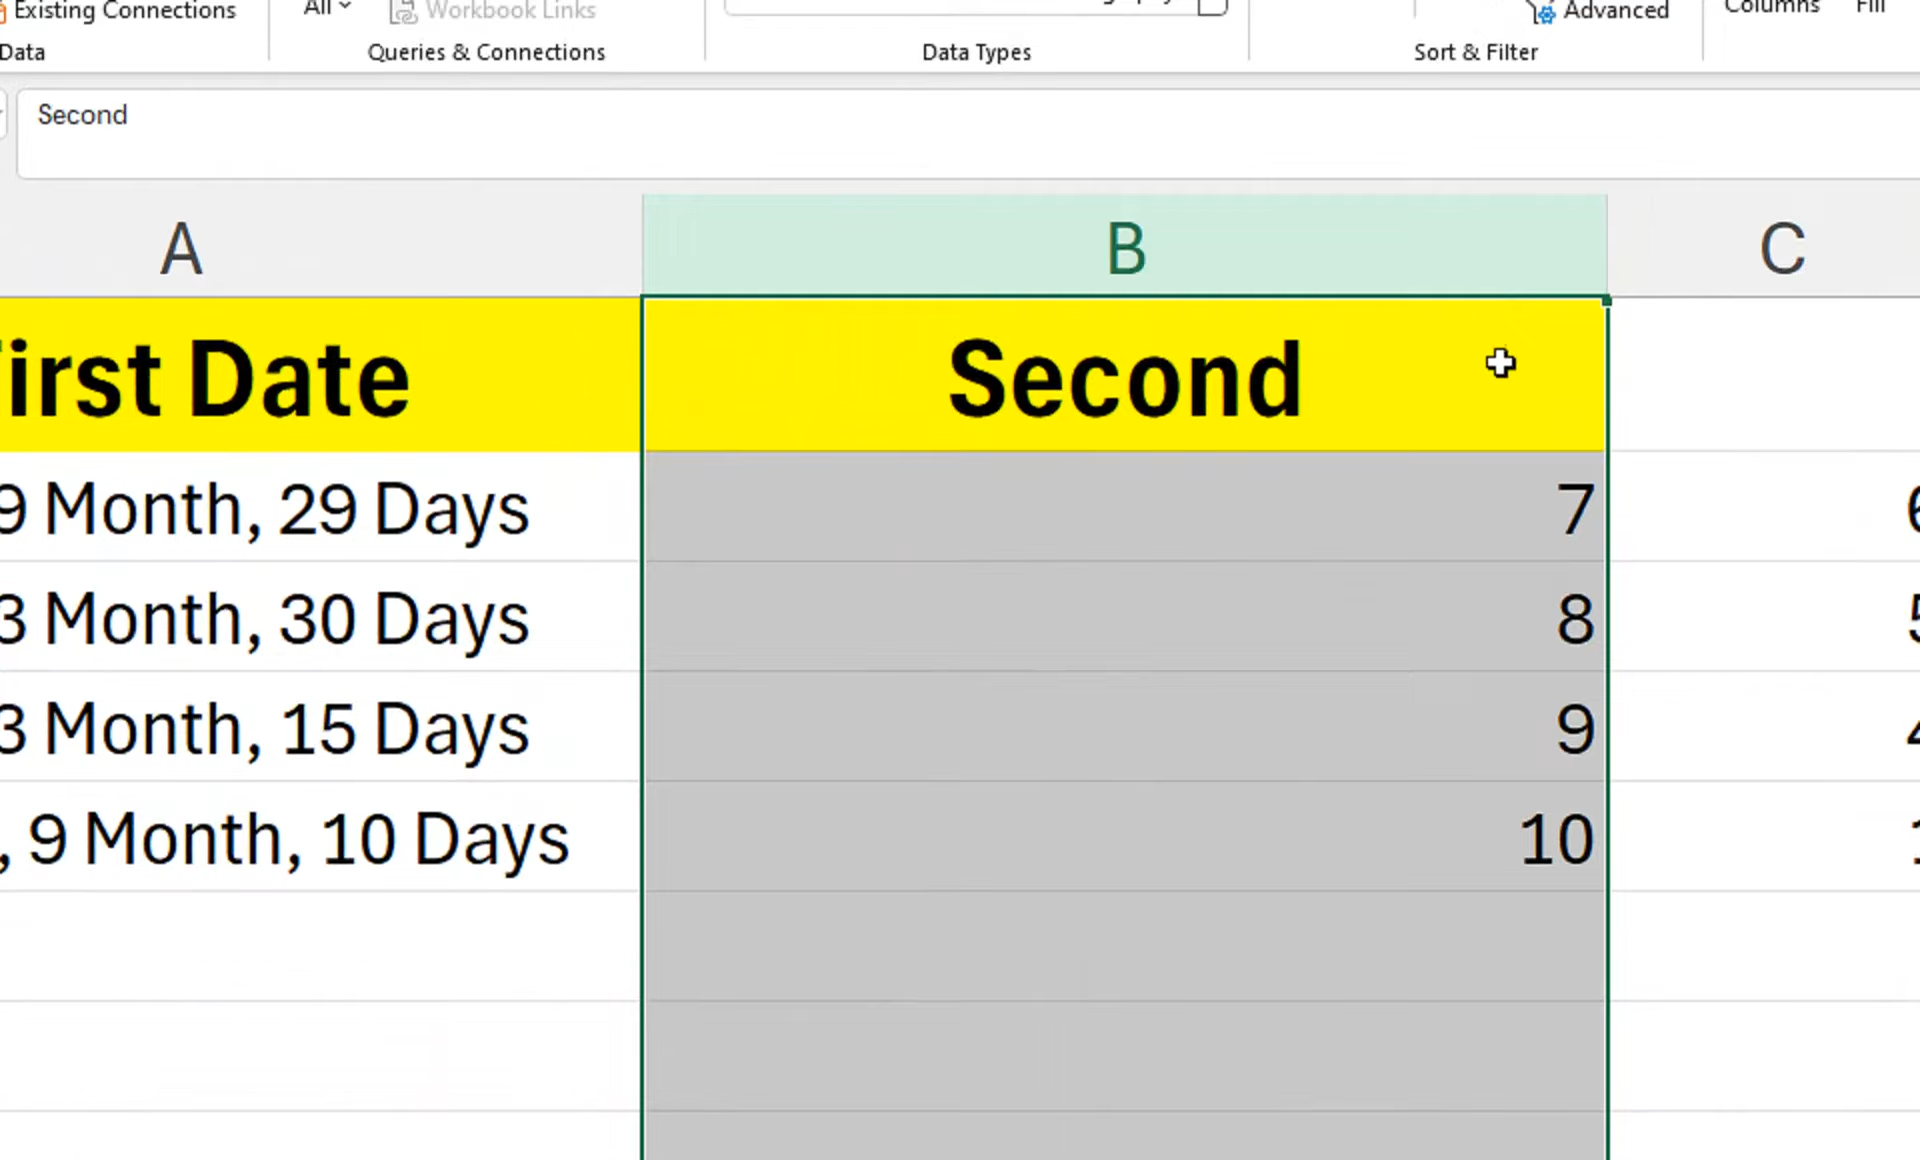 Existing Connections All Workbook Links Advanced Columns Fill
Data Queries & Connections Data Types Sort & Filter
Second
A B C
First Date Second
9 Month, 29 Days 7
3 Month, 30 Days 8
3 Month, 15 Days 9
, 9 Month, 10 Days 10